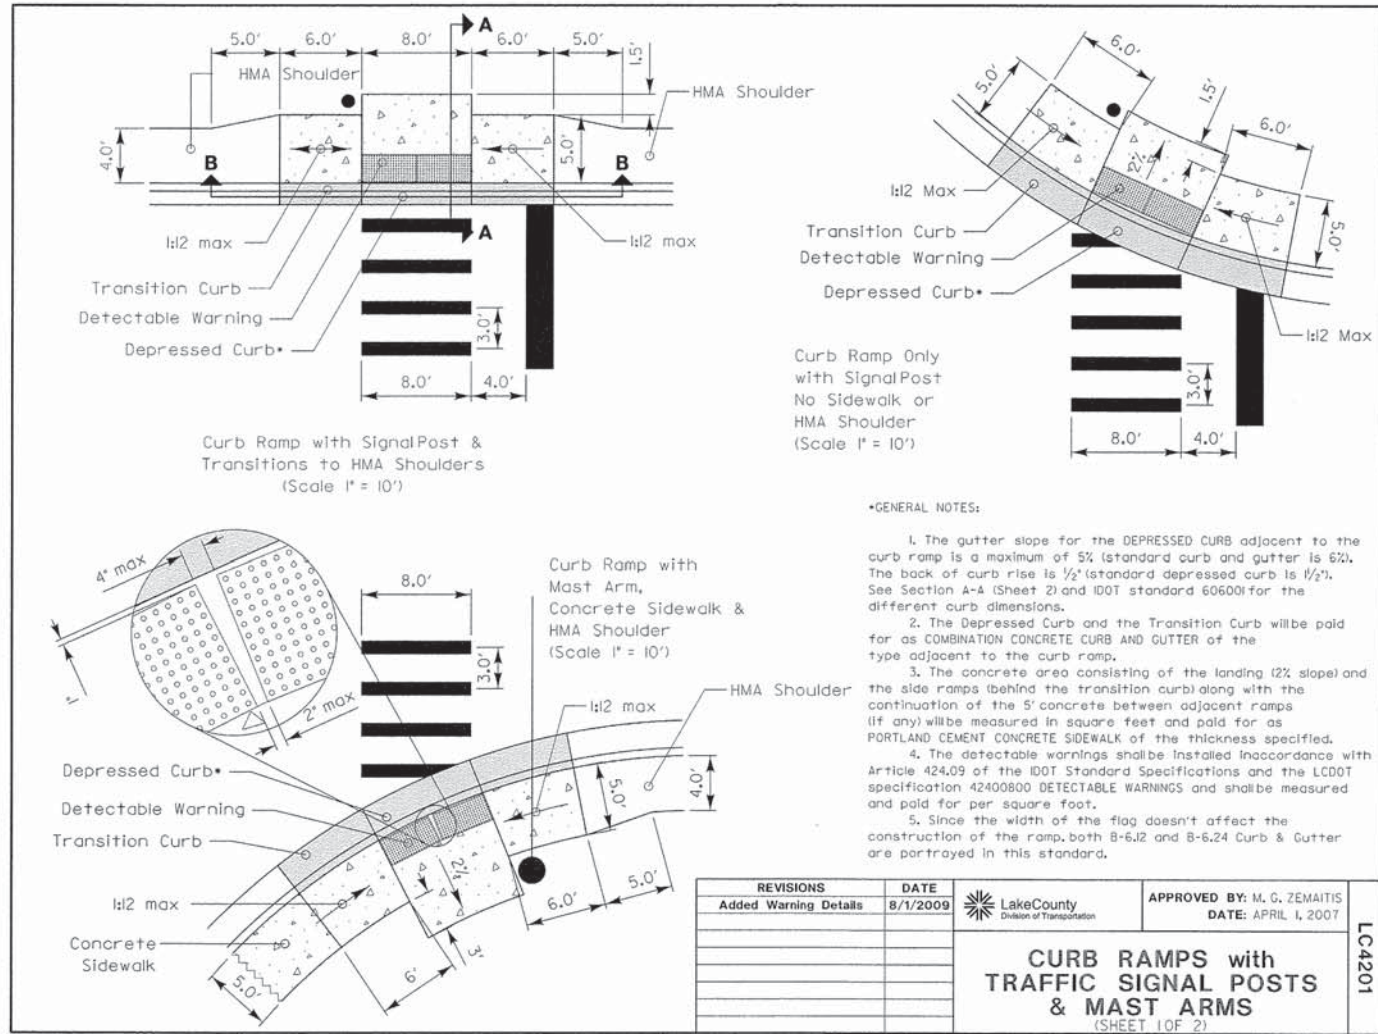 5.0'
6.0'
8.0'
A
6.0'
5.0'
1.5'
HMA Shoulder
HMA Shoulder
4.0'
5.0'
B
B
1:12 max
A
1:12 max
Transition Curb
Detectable Warning
3.0'
Depressed Curb*
8.0'
4.0'
Curb Ramp with Signal Post &
Transitions to HMA Shoulders
(Scale 1" = 10')
6.0'
5.0'
1.5'
6.0'
2%
1:12 Max
5.0'
Transition Curb
Detectable Warning
Depressed Curb*
1:12 Max
Curb Ramp Only
with Signal Post
No Sidewalk or
HMA Shoulder
(Scale 1" = 10')
3.0'
8.0'
4.0'
4" max
1"
2" max
8.0'
3.0'
Curb Ramp with
Mast Arm,
Concrete Sidewalk &
HMA Shoulder
(Scale 1" = 10')
HMA Shoulder
1:12 max
Depressed Curb*
Detectable Warning
Transition Curb
5.0'
4.0'
2%
1:12 max
Concrete
Sidewalk
6.0'
5.0'
3'
6'
5.0'
*GENERAL NOTES:
1. The gutter slope for the DEPRESSED CURB adjacent to the
curb ramp is a maximum of 5% (standard curb and gutter is 6%).
The back of curb rise is 1/2" (standard depressed curb is 1 1/2").
See Section A-A (Sheet 2) and IDOT standard 606001 for the
different curb dimensions.
2. The Depressed Curb and the Transition Curb will be paid
for as COMBINATION CONCRETE CURB AND GUTTER of the
type adjacent to the curb ramp.
3. The concrete area consisting of the landing (2% slope) and
the side ramps (behind the transition curb) along with the
continuation of the 5' concrete between adjacent ramps
(if any) will be measured in square feet and paid for as
PORTLAND CEMENT CONCRETE SIDEWALK of the thickness specified.
4. The detectable warnings shall be installed inaccordance with
Article 424.09 of the IDOT Standard Specifications and the LCDOT
specification 42400800 DETECTABLE WARNINGS and shall be measured
and paid for per square foot.
5. Since the width of the flag doesn't affect the
construction of the ramp, both B-6.12 and B-6.24 Curb & Gutter
are portrayed in this standard.
REVISIONS DATE
Added Warning Details 8/1/2009
LakeCounty
Division of Transportation
APPROVED BY: M. G. ZEMAITIS
DATE: APRIL 1, 2007
CURB RAMPS with
TRAFFIC SIGNAL POSTS
& MAST ARMS
(SHEET 1 OF 2)
LC4201